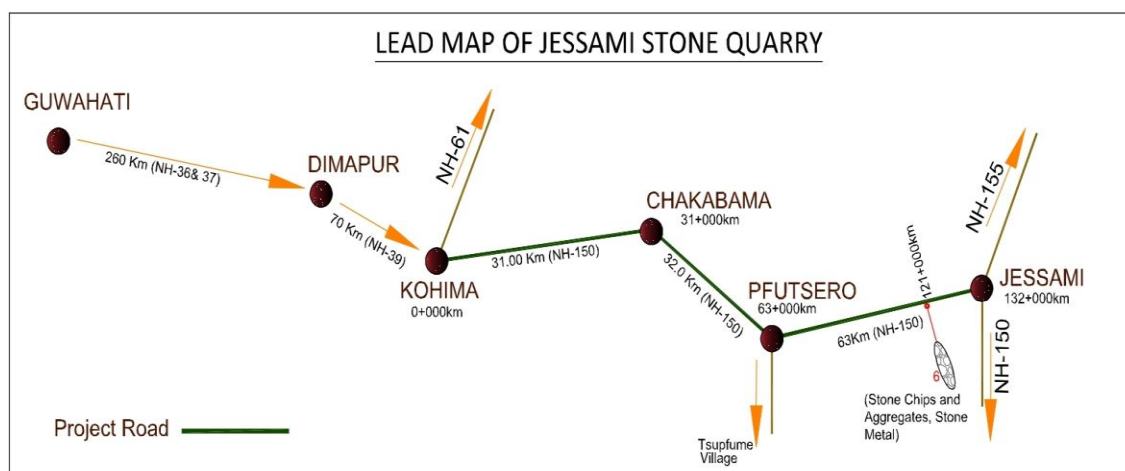 LEAD MAP OF JESSAMI STONE QUARRY
GUWAHATI
260 Km (NH-36& 37)
DIMAPUR
70 Km (NH-39)
NH-61
KOHIMA
0+000km
31.00 Km (NH-150)
CHAKABAMA
31+000km
32.0 Km (NH-150)
PFUTSERO
63+000km
63Km (NH-150)
121+000km
NH-155
JESSAMI
132+000km
NH-150
6
(Stone Chips and
Aggregates, Stone
Metal)
Tsupfume
Village
Project Road